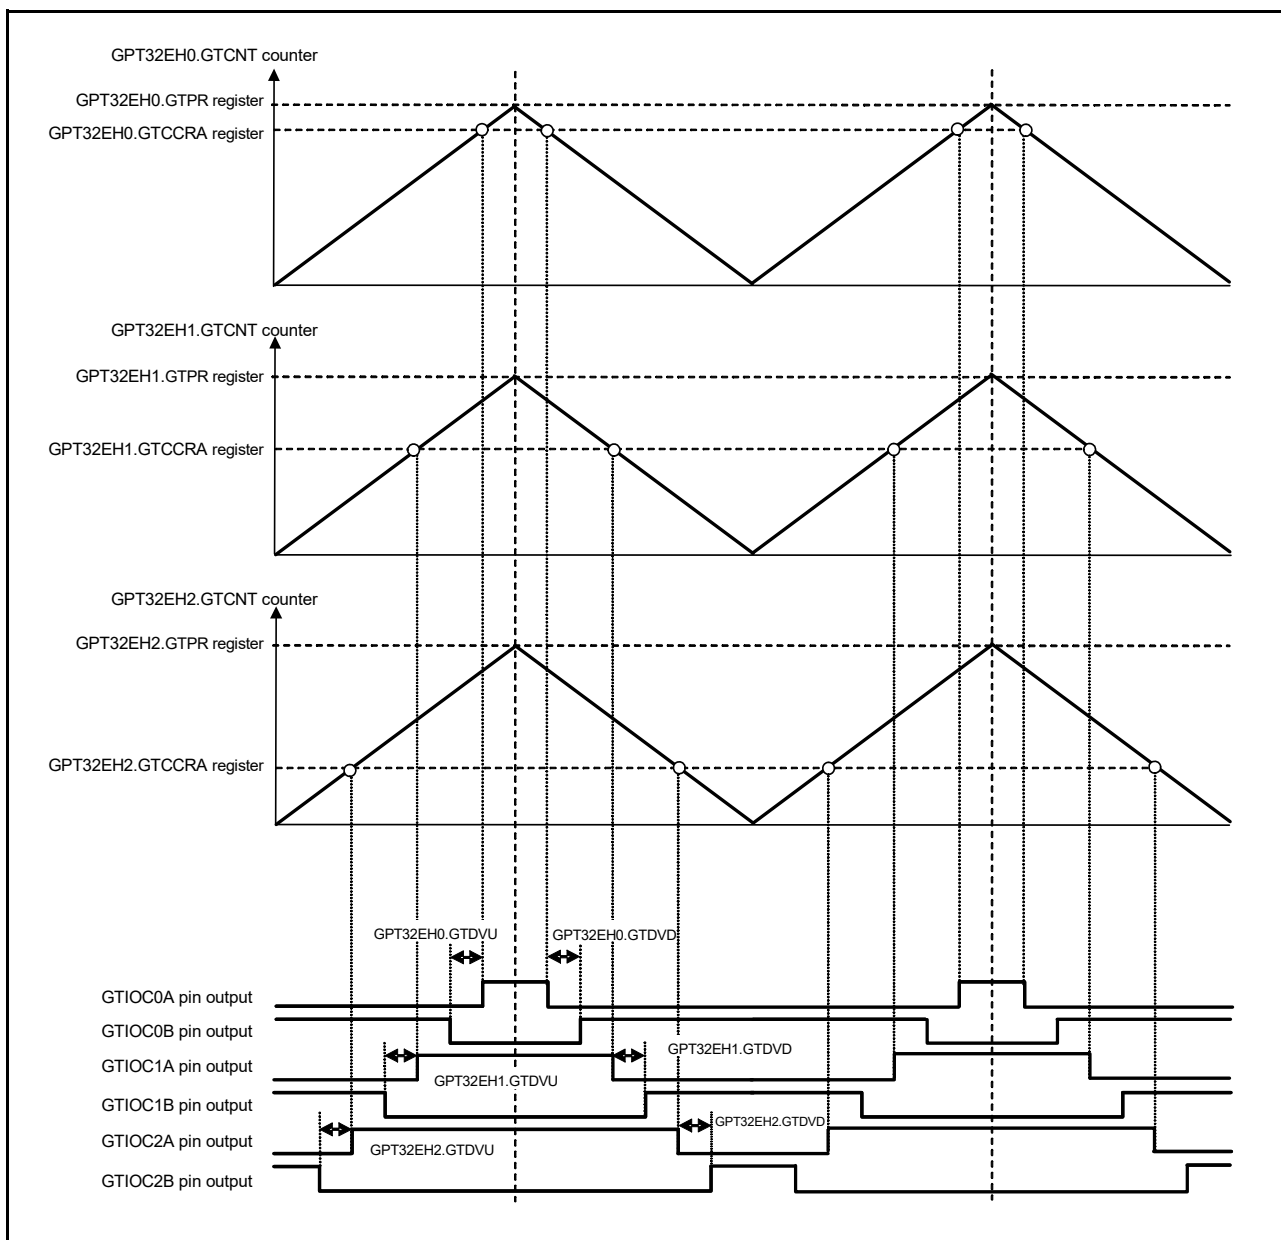 GPT32EH0.GTCNT counter
GPT32EH0.GTPR register
GPT32EH0.GTCCRA register
GPT32EH1.GTCNT counter
GPT32EH1.GTPR register
GPT32EH1.GTCCRA register
GPT32EH2.GTCNT counter
GPT32EH2.GTPR register
GPT32EH2.GTCCRA register
GPT32EH0.GTDVU
GPT32EH0.GTDVD
GTIOC0A pin output
GTIOC0B pin output
GPT32EH1.GTDVD
GTIOC1A pin output
GPT32EH1.GTDVU
GTIOC1B pin output
GPT32EH2.GTDVD
GTIOC2A pin output
GPT32EH2.GTDVU
GTIOC2B pin output